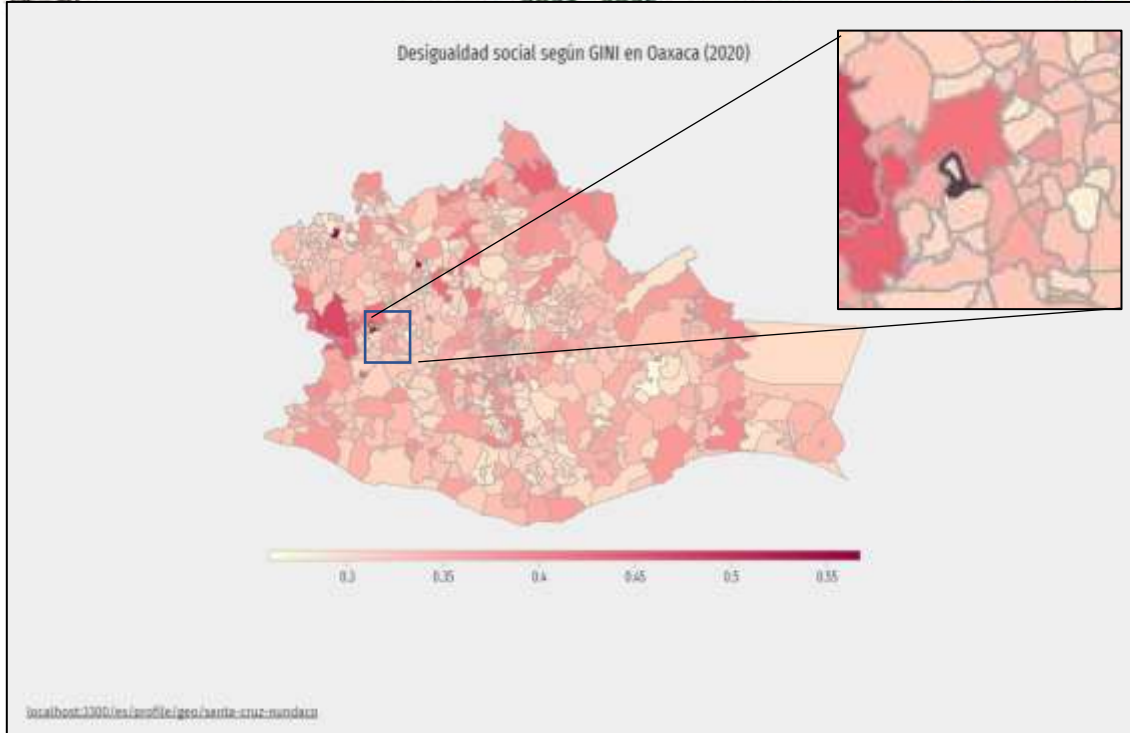 Desigualdad social según GINI en Oaxaca (2020)
0.3 0.35 0.4 0.45 0.5 0.55
localhost:3300/es/profile/geo/santa-cruz-nundaco